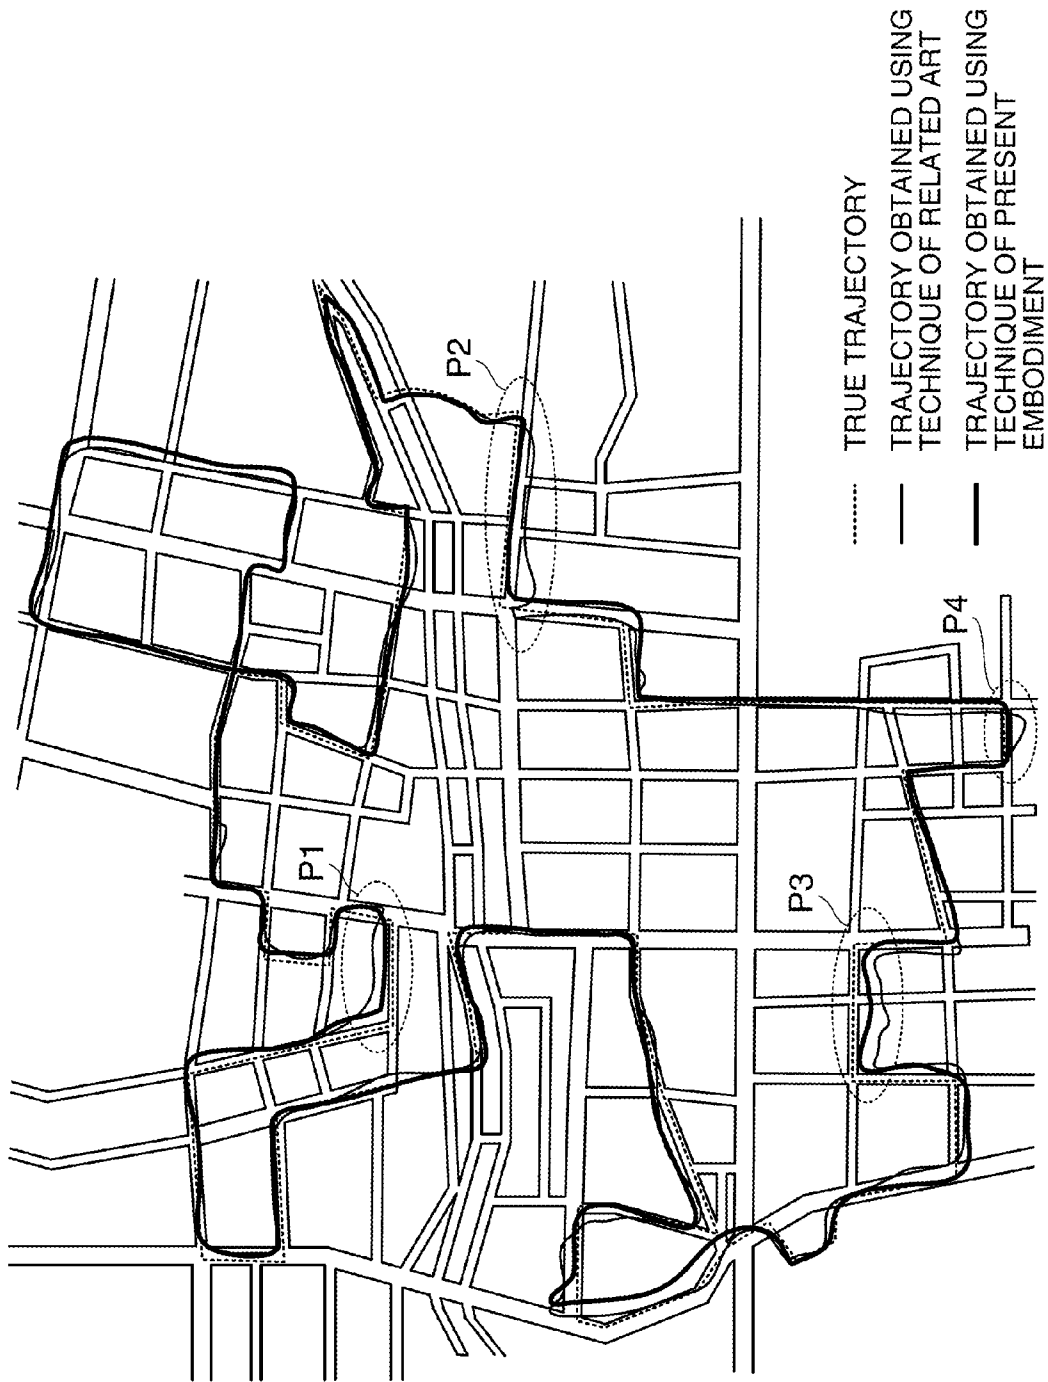 P1
P2
P3
P4
TRUE TRAJECTORY
TRAJECTORY OBTAINED USING
TECHNIQUE OF RELATED ART
TRAJECTORY OBTAINED USING
TECHNIQUE OF PRESENT
EMBODIMENT